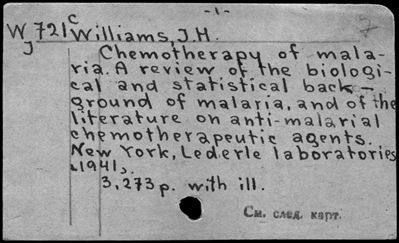 -1-
W 721 c Williams, J.H.
J
Chemotherapy of mala-
ria. A review of the biologi-
cal and statistical back-
ground of malaria, and of the
literature on anti-malarial
chemotherapeutic agents.
New York, Lederle laboratories
[1941].
3, 273 p. with ill.
См. след. карт.